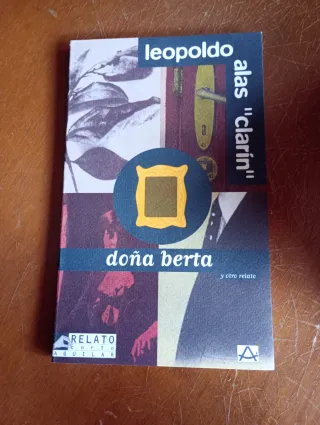 leopoldo
alas "clarín"
doña berta
y otro relato
RELATO
Corto
AGUILAR
A